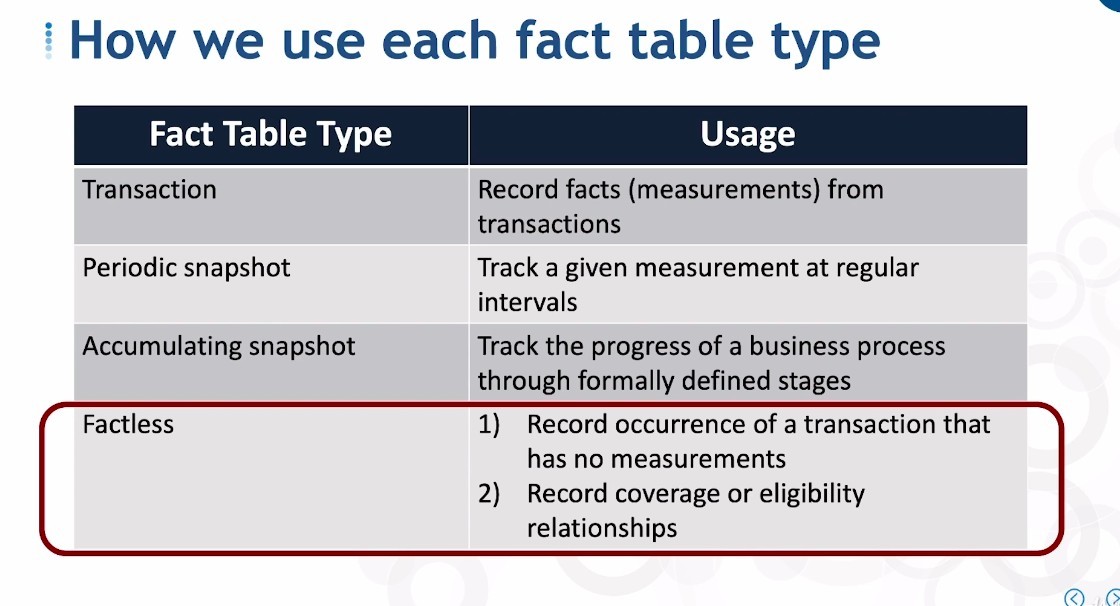 How we use each fact table type
Fact Table Type
Usage
Transaction
Record facts (measurements) from
transactions
Periodic snapshot
Track a given measurement at regular
intervals
Accumulating snapshot
Track the progress of a business process
through formally defined stages
Factless
1) Record occurrence of a transaction that
has no measurements
2) Record coverage or eligibility
relationships